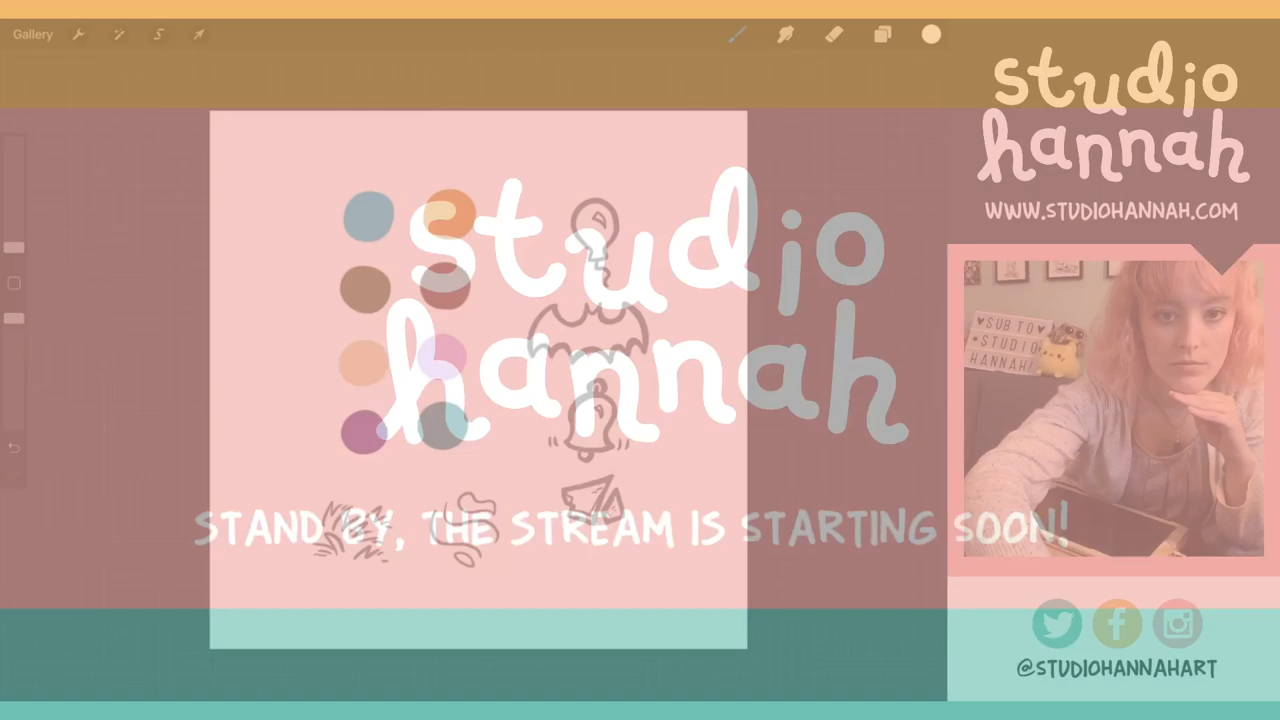 Gallery
studio
hannah
WWW.STUDIOHANNAH.COM
studio
hannah
SUB TO
STUDIO
HANNAH!
STAND BY, THE STREAM IS STARTING SOON!
@STUDIOHANNAHART